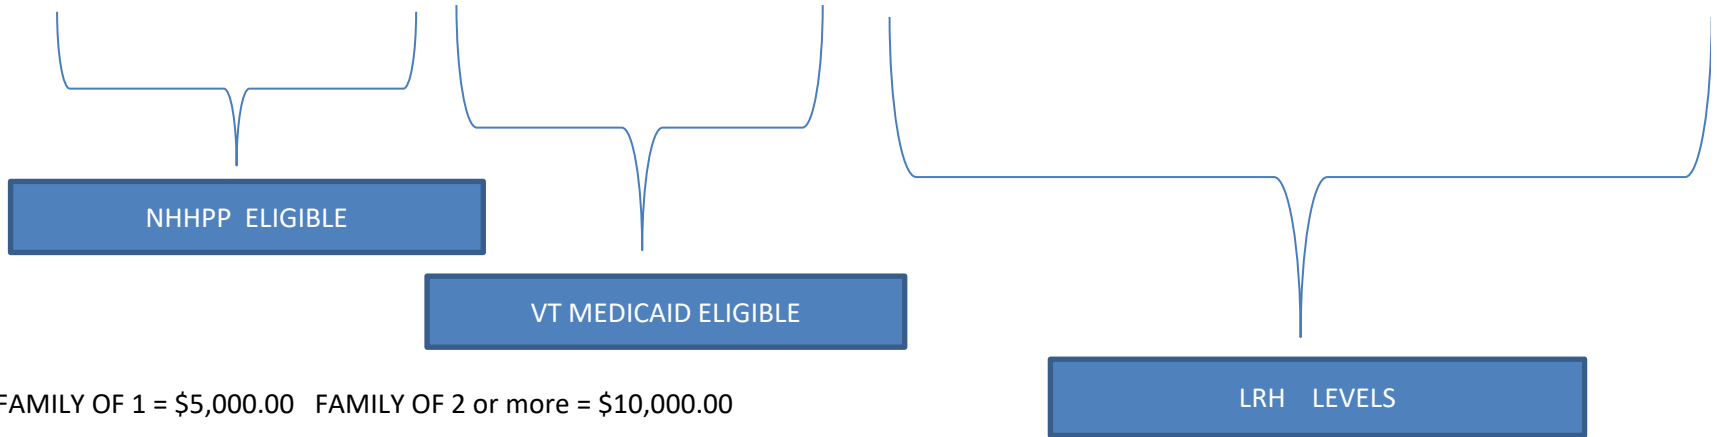 NHHPP ELIGIBLE
VT MEDICAID ELIGIBLE
LRH LEVELS
FAMILY OF 1 = $5,000.00 FAMILY OF 2 or more = $10,000.00